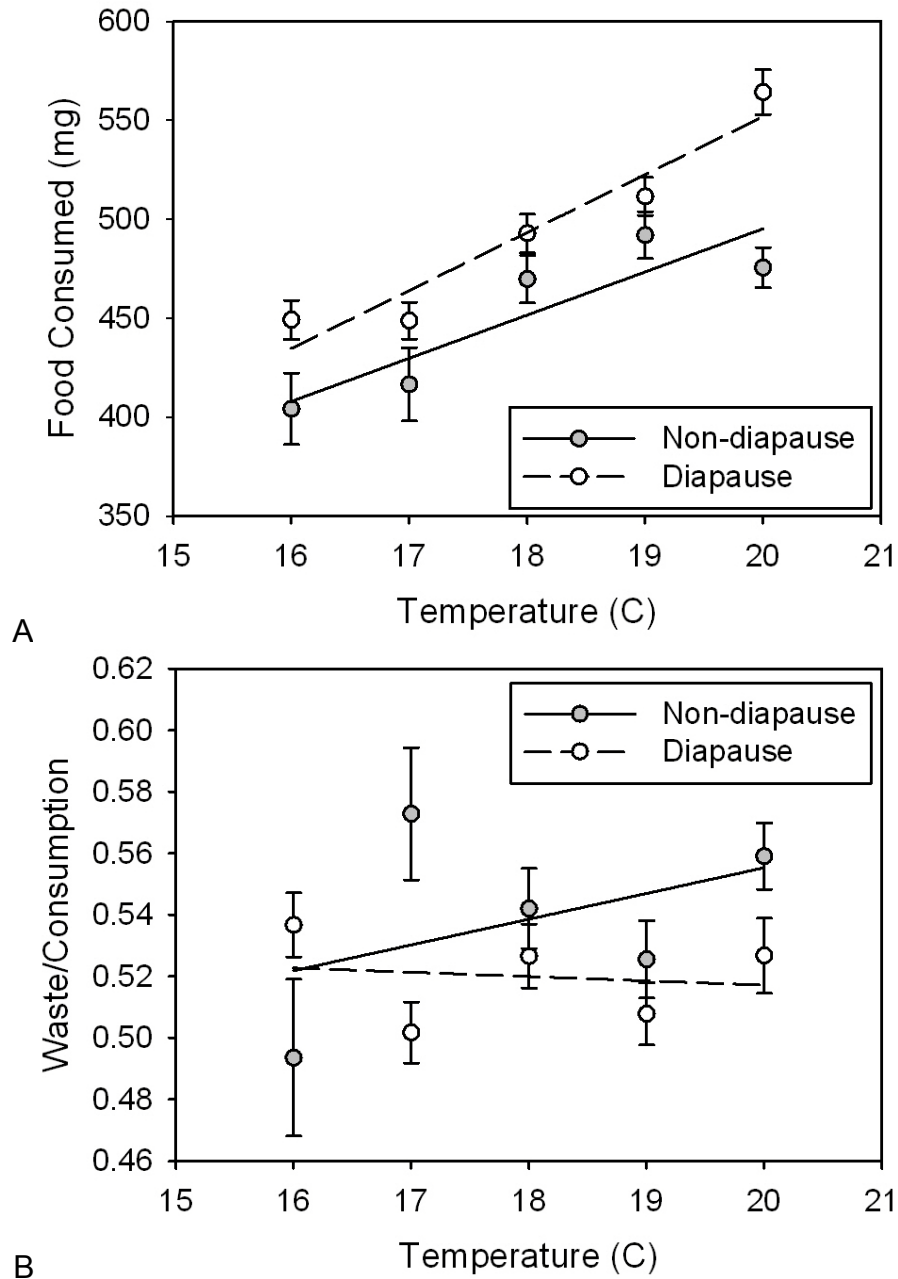 600
550
500
450
400
350
Food Consumed (mg)
Non-diapause
Diapause
15 16 17 18 19 20 21
Temperature (C)
A
0.62
0.60
0.58
0.56
0.54
0.52
0.50
0.48
0.46
Waste/Consumption
Non-diapause
Diapause
15 16 17 18 19 20 21
Temperature (C)
B